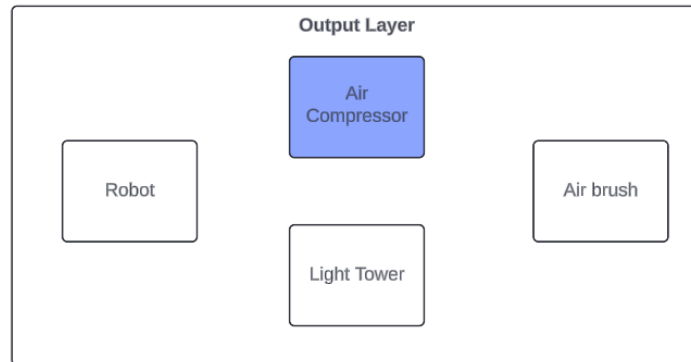 Output Layer
Air
Compressor
Robot
Air brush
Light Tower